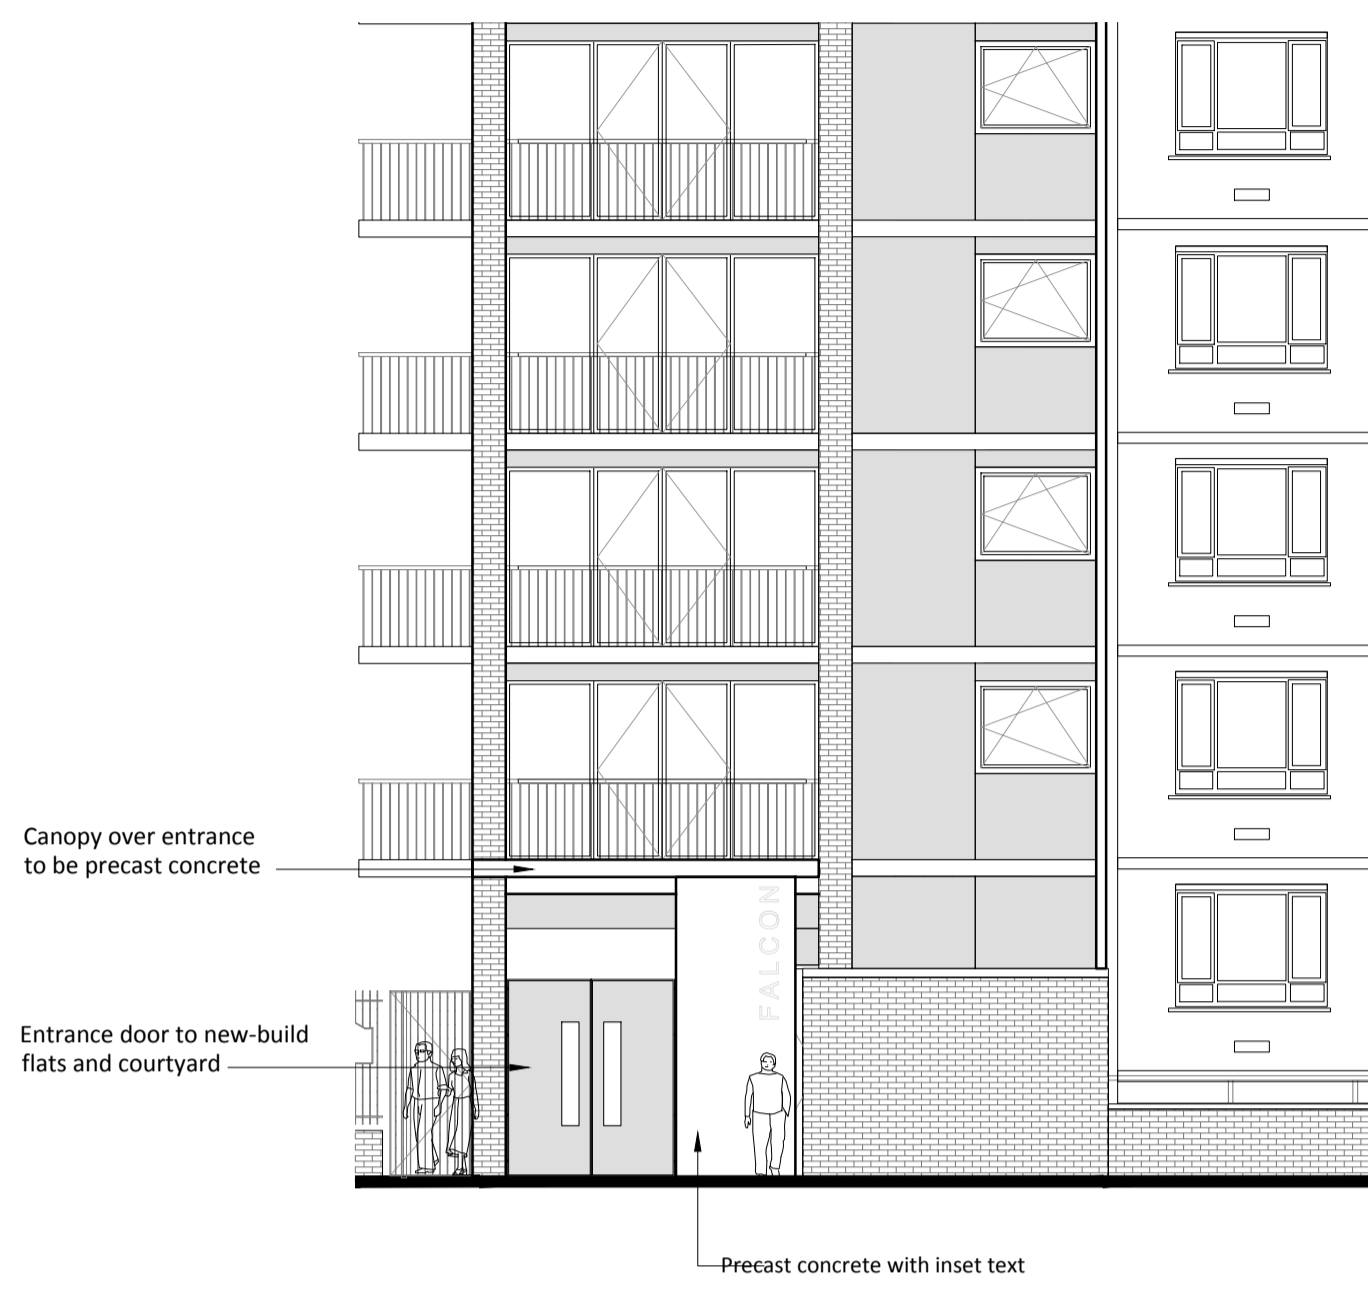 Canopy over entrance
to be precast concrete
FALCON
Entrance door to new-build
flats and courtyard
Precast concrete with inset text